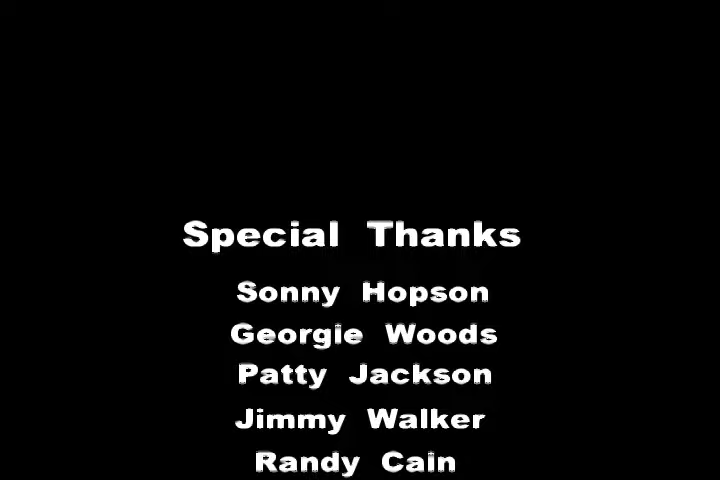 Special Thanks
Sonny Hopson
Georgie Woods
Patty Jackson
Jimmy Walker
Randy Cain